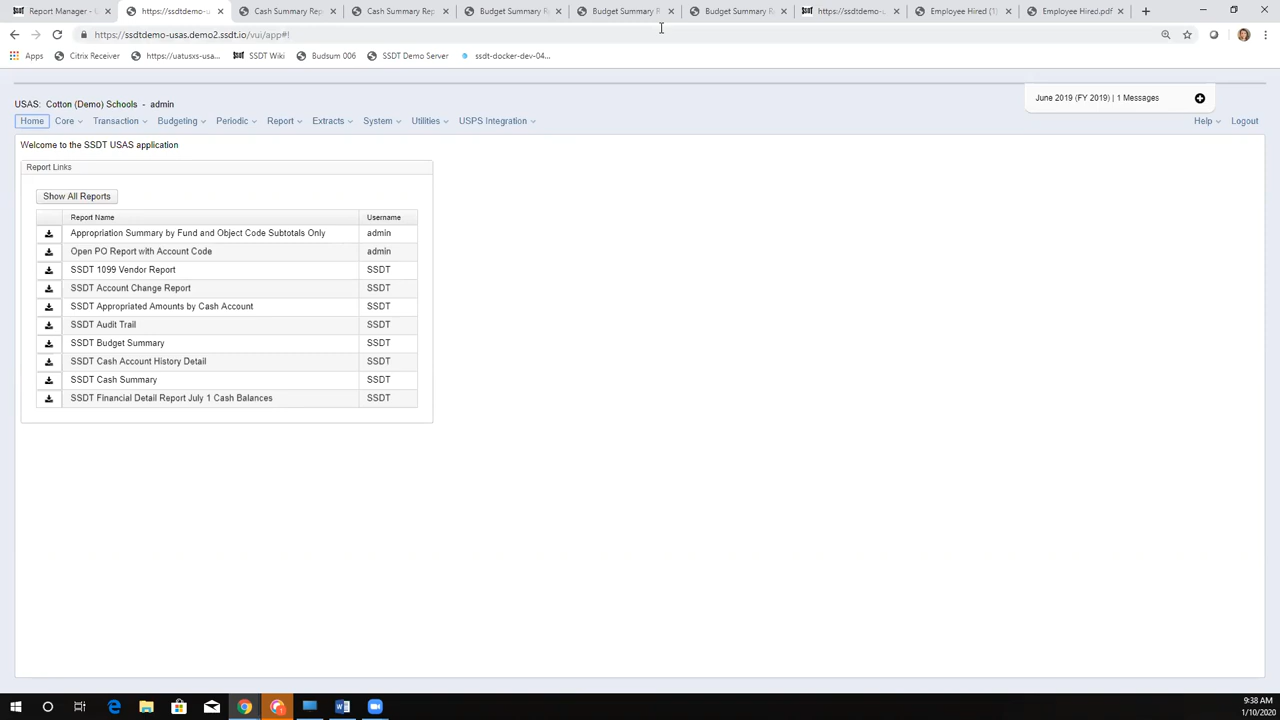 Report Manager -
https://ssdtdemo-u
Cash Summary Rep
Cash Summary Rep
Budget Summary R
Budget Summary R
Budget Summary R
https://ssdtdemo-u
Employee Hired (1)
Employee Hired.pdf
https://ssdtdemo-usas.demo2.ssdt.io/vui/app#!
Apps
Citrix Receiver
https://uatusxs-usa...
SSDT Wiki
Budsum 006
SSDT Demo Server
ssdt-docker-dev-04...
June 2019 (FY 2019) | 1 Messages
USAS: Cotton (Demo) Schools - admin
Home Core Transaction Budgeting Periodic Report Extracts System Utilities USPS Integration Help Logout
Welcome to the SSDT USAS application
Report Links
Show All Reports
Report Name Username
Appropriation Summary by Fund and Object Code Subtotals Only admin
Open PO Report with Account Code admin
SSDT 1099 Vendor Report SSDT
SSDT Account Change Report SSDT
SSDT Appropriated Amounts by Cash Account SSDT
SSDT Audit Trail SSDT
SSDT Budget Summary SSDT
SSDT Cash Account History Detail SSDT
SSDT Cash Summary SSDT
SSDT Financial Detail Report July 1 Cash Balances SSDT
9:38 AM
1/10/2020